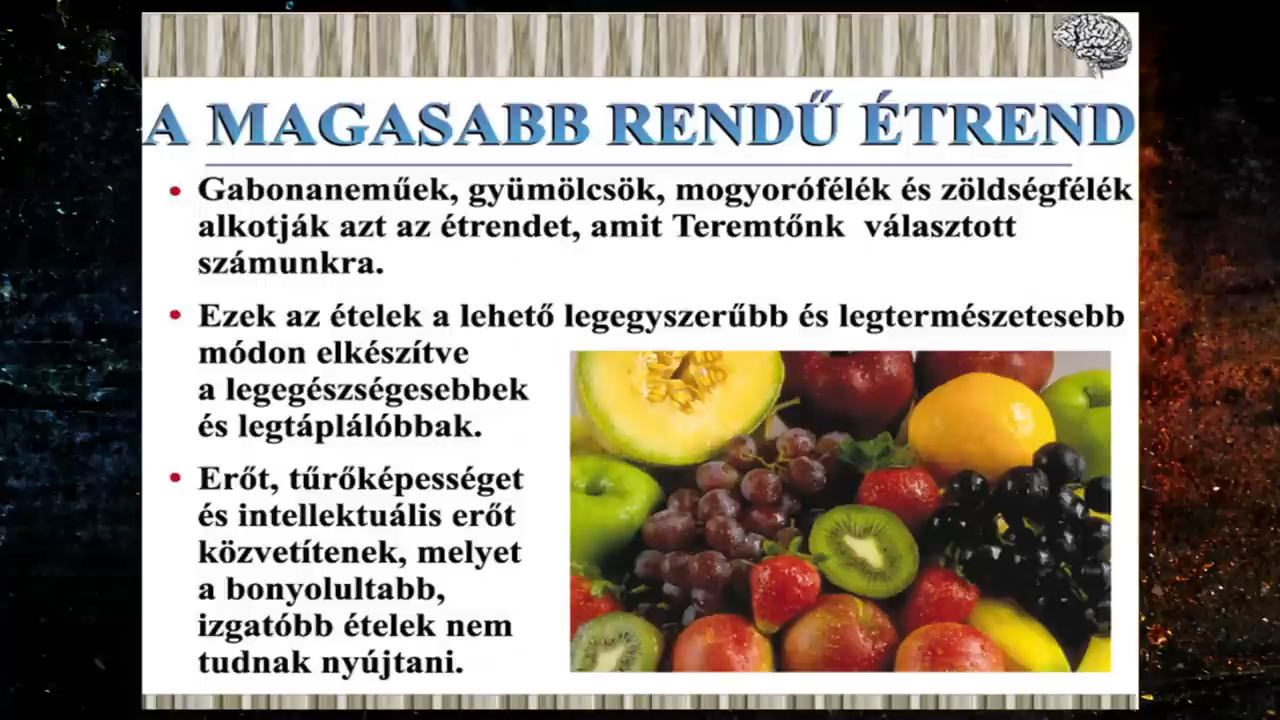 A MAGASABB RENDŰ ÉTREND
• Gabonaneműek, gyümölcsök, mogyorófélék és zöldségfélék
alkotják azt az étrendet, amit Teremtőnk választott
számunkra.
• Ezek az ételek a lehető legegyszerűbb és legtermészetesebb
módon elkészítve
a legegészségesebbek
és legtáplálóbbak.
• Erőt, tűrőképességet
és intellektuális erőt
közvetítenek, melyet
a bonyolultabb,
izgatóbb ételek nem
tudnak nyújtani.